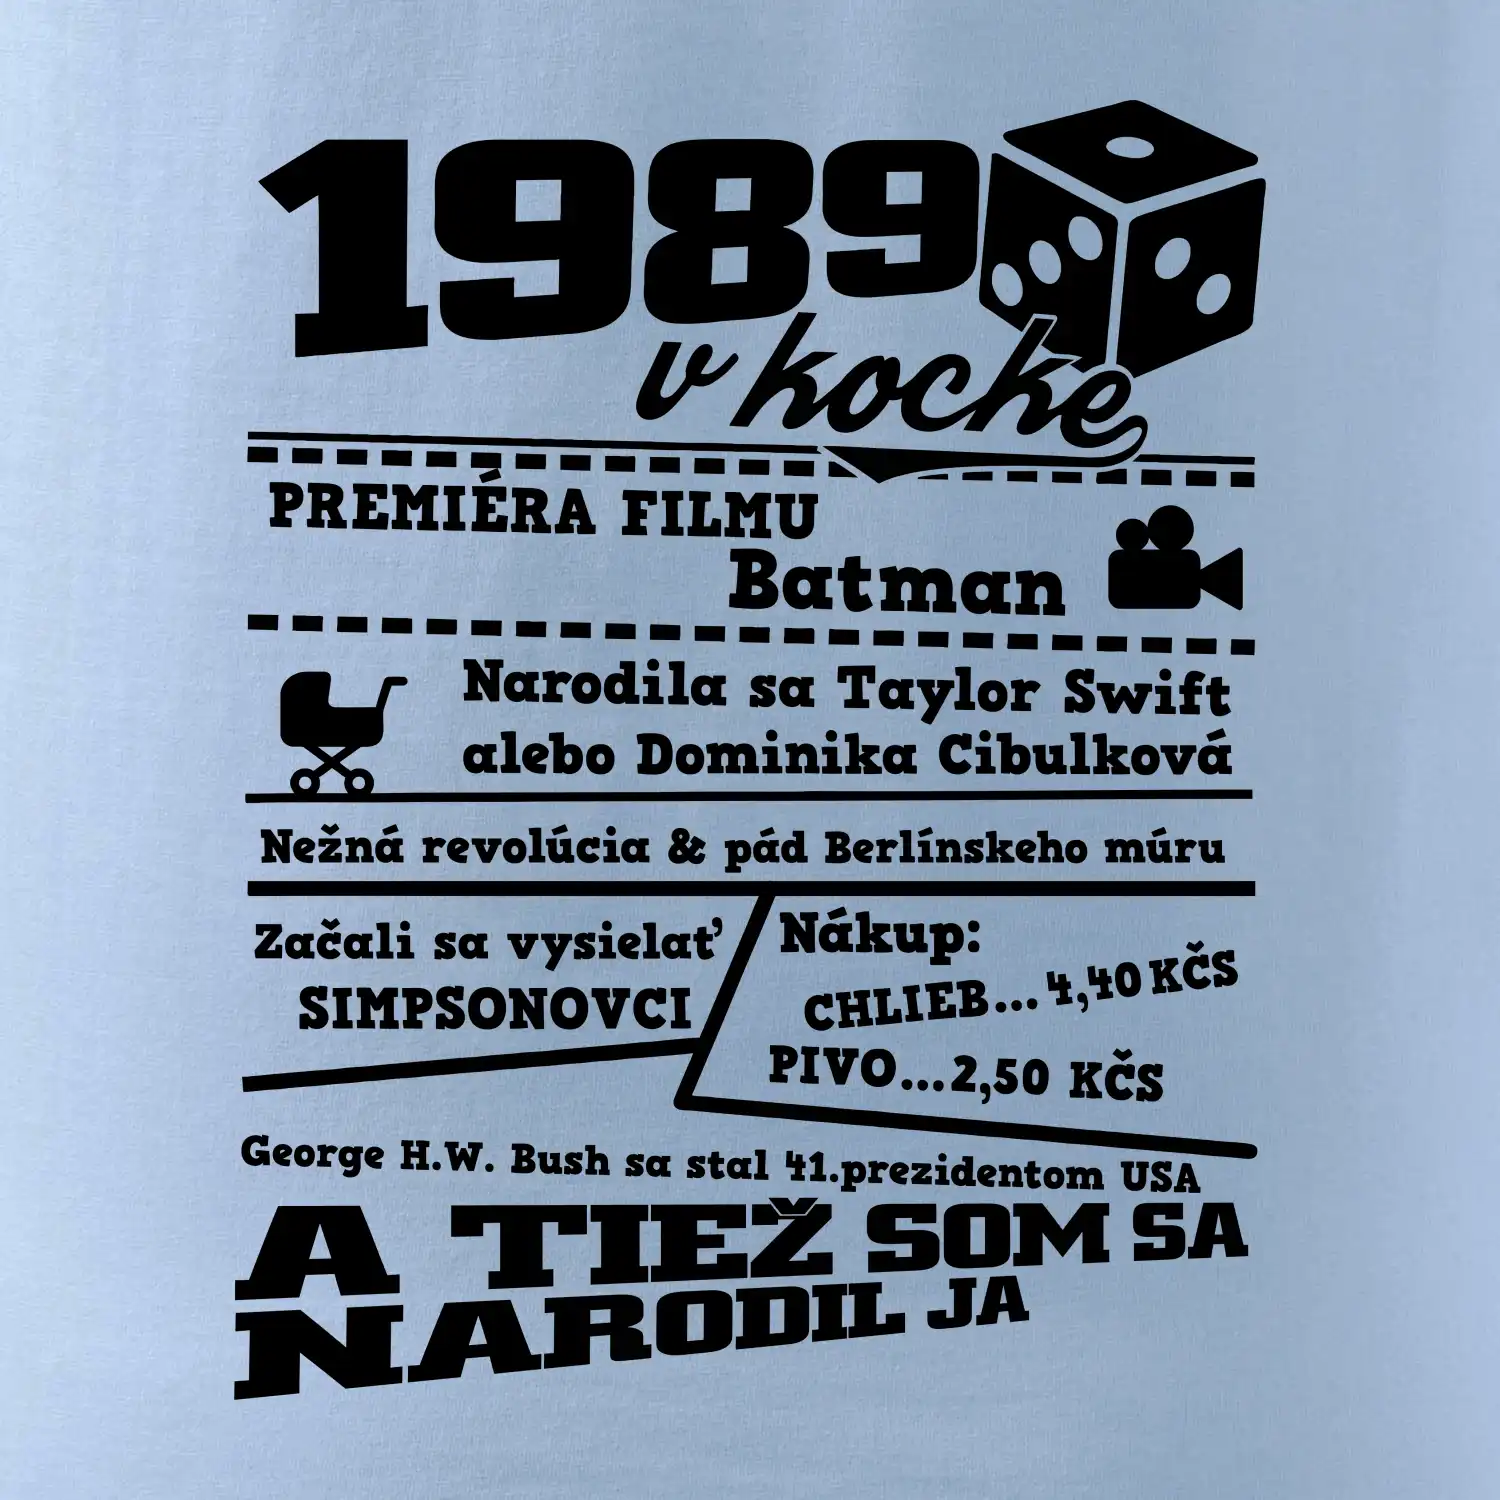 1989
v kocke
PREMIÉRA FILMU
Batman
Narodila sa Taylor Swift
alebo Dominika Cibulková
Nežná revolúcia & pád Berlínskeho múru
Začali sa vysielať
SIMPSONOVCI
Nákup:
CHLIEB... 4,40 KČS
PIVO...2,50 KČS
George H.W. Bush sa stal 41.prezidentom USA
A TIEŽ SOM SA
NARODIL JA